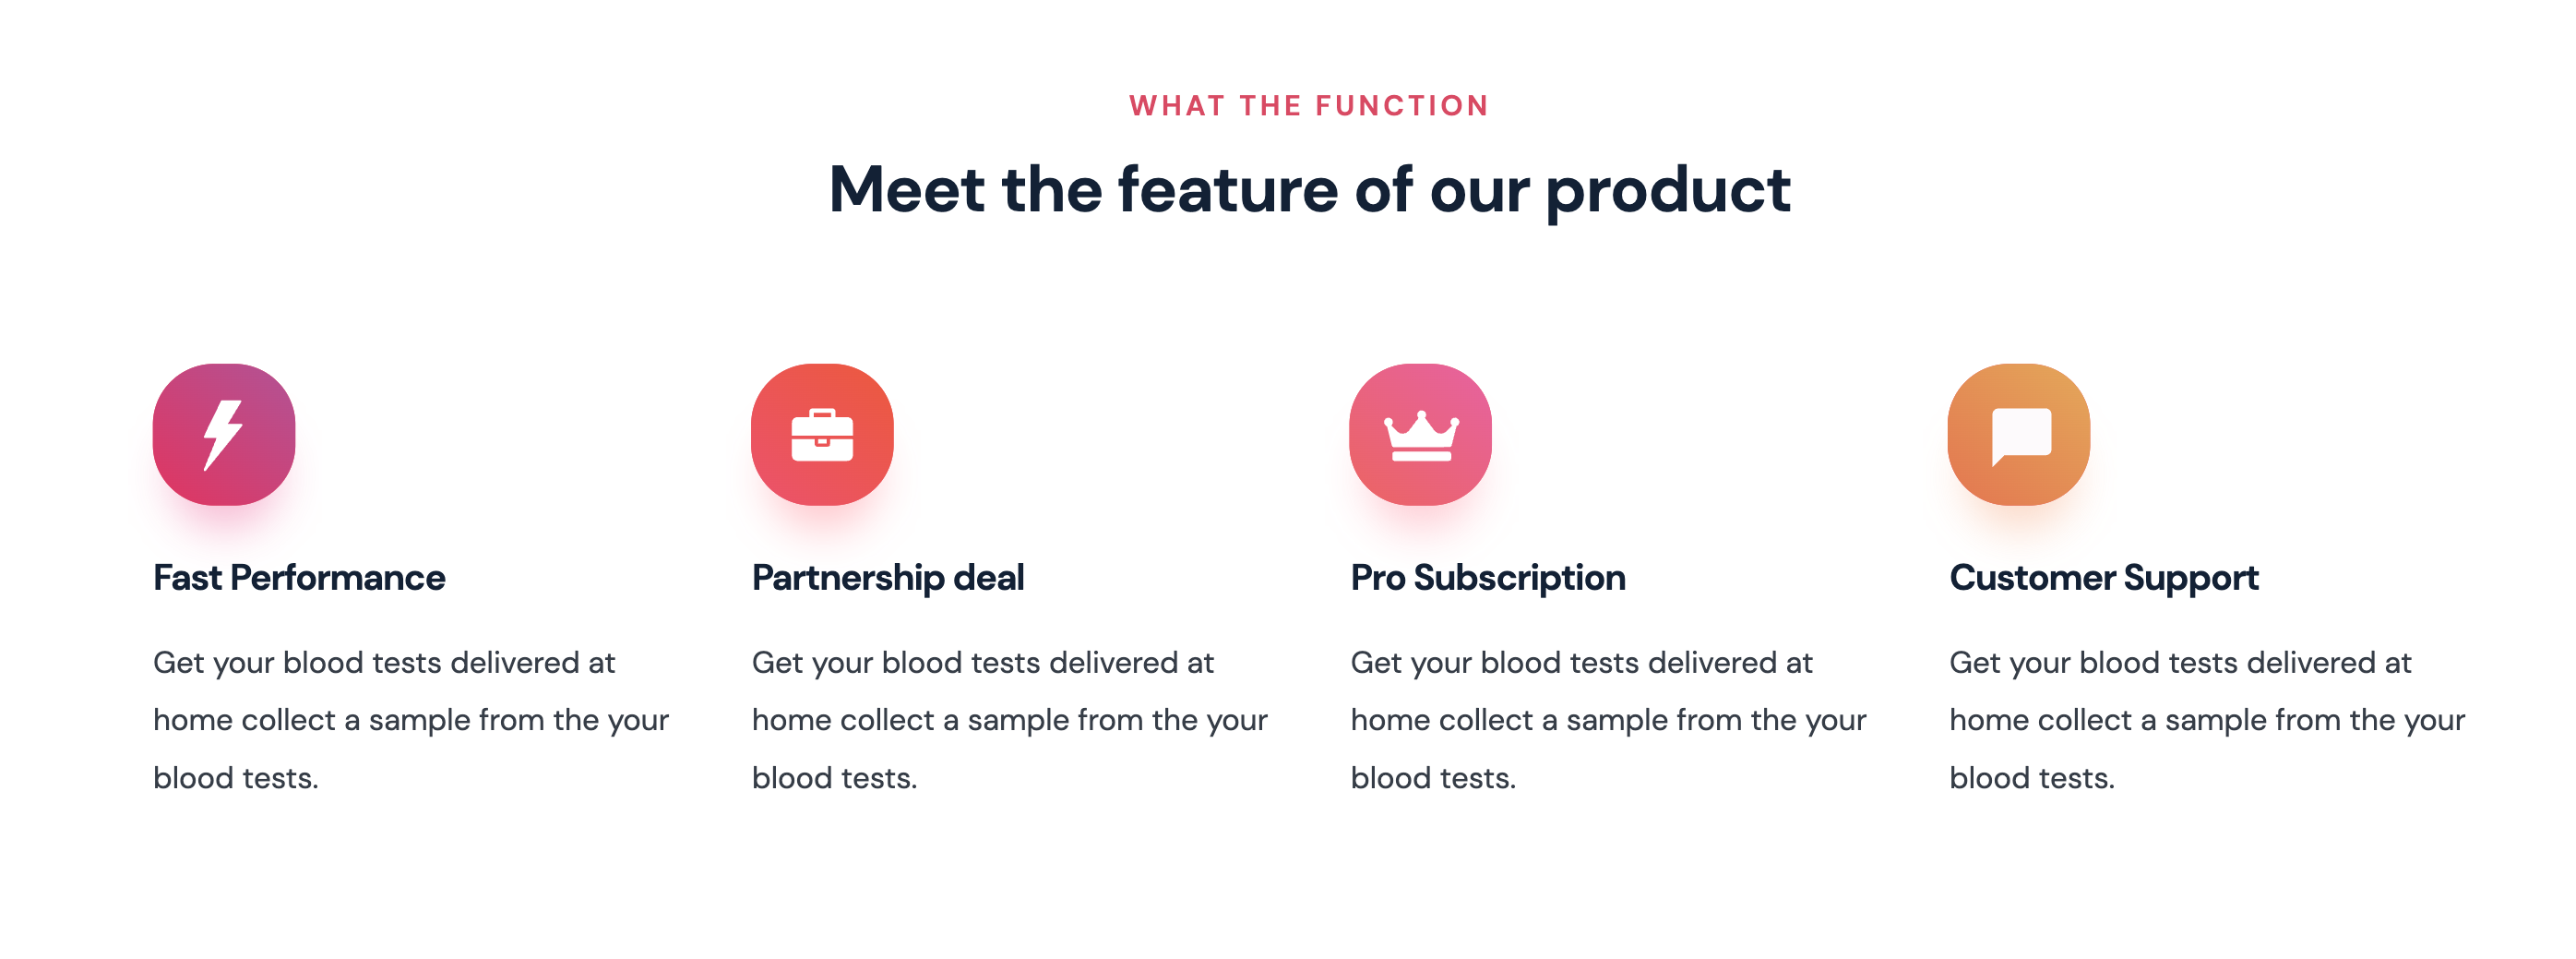 WHAT THE FUNCTION
Meet the feature of our product
Fast Performance
Get your blood tests delivered at
home collect a sample from the your
blood tests.
Partnership deal
Get your blood tests delivered at
home collect a sample from the your
blood tests.
Pro Subscription
Get your blood tests delivered at
home collect a sample from the your
blood tests.
Customer Support
Get your blood tests delivered at
home collect a sample from the your
blood tests.